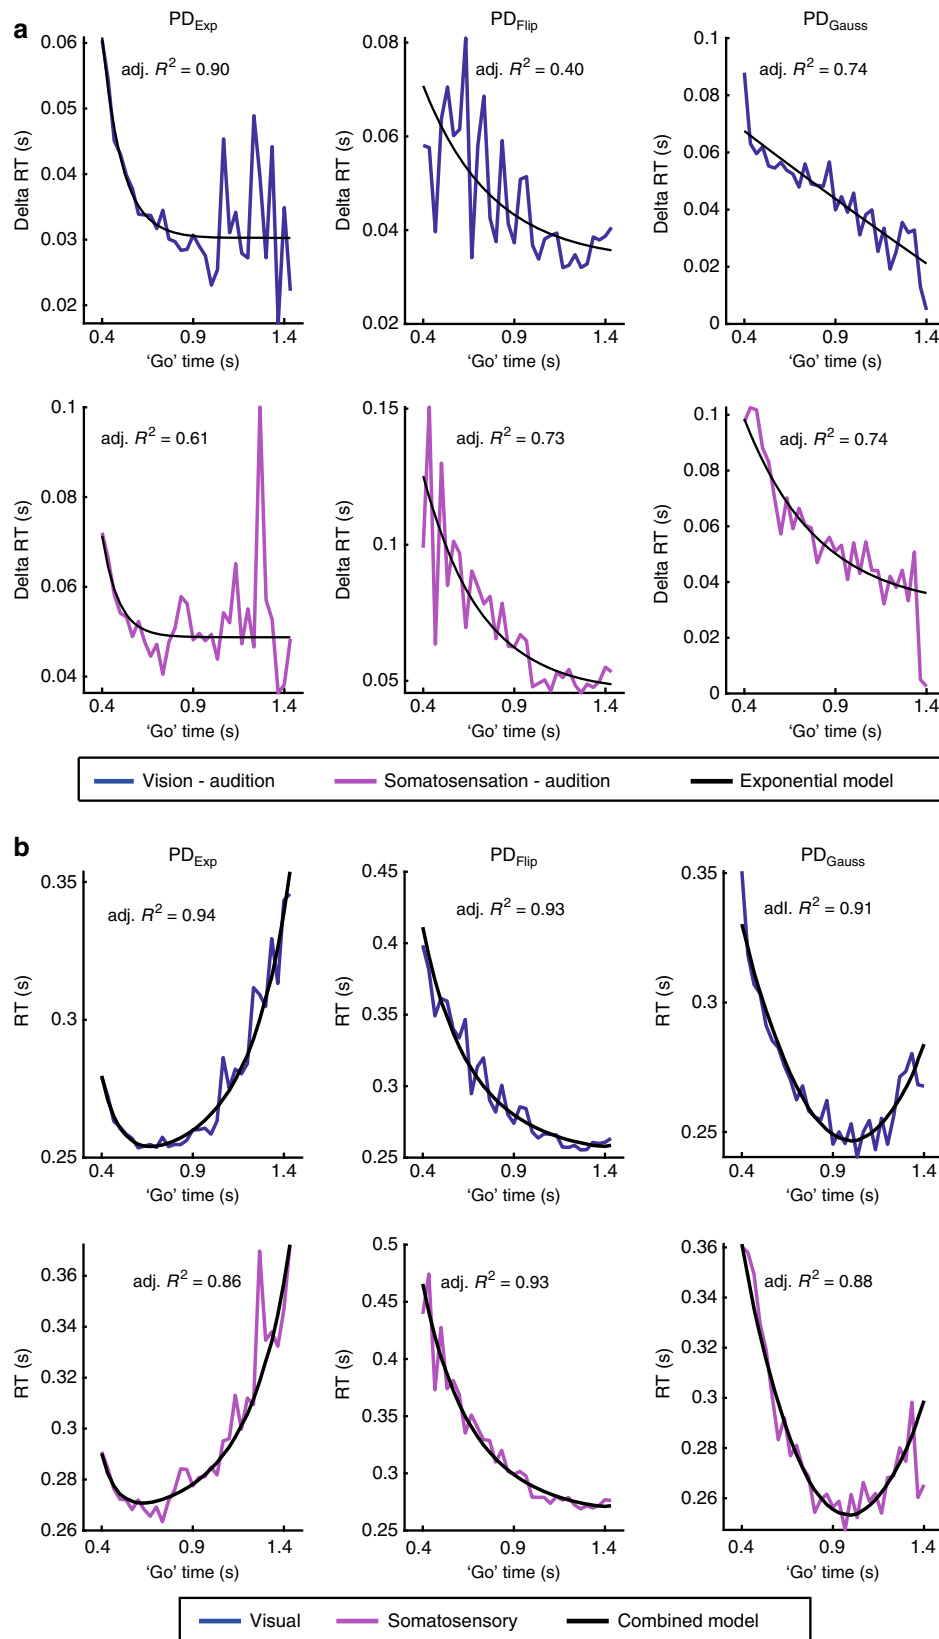 a
PD_Exp
PD_Flip
PD_Gauss
Delta RT (s)
0.06
0.05
0.04
0.03
0.02
adj. R² = 0.90
0.4 0.9 1.4
‘Go’ time (s)
Delta RT (s)
0.08
0.06
0.04
0.02
adj. R² = 0.40
0.4 0.9 1.4
‘Go’ time (s)
Delta RT (s)
0.1
0.08
0.06
0.04
0.02
0
adj. R² = 0.74
0.4 0.9 1.4
‘Go’ time (s)
Delta RT (s)
0.1
0.08
0.06
0.04
adj. R² = 0.61
0.4 0.9 1.4
‘Go’ time (s)
Delta RT (s)
0.15
0.1
0.05
adj. R² = 0.73
0.4 0.9 1.4
‘Go’ time (s)
Delta RT (s)
0.1
0.08
0.06
0.04
0.02
0
adj. R² = 0.74
0.4 0.9 1.4
‘Go’ time (s)
Vision - audition Somatosensation - audition Exponential model
b
PD_Exp
PD_Flip
PD_Gauss
RT (s)
0.35
0.3
0.25
adj. R² = 0.94
0.4 0.9 1.4
‘Go’ time (s)
RT (s)
0.45
0.4
0.35
0.3
0.25
adj. R² = 0.93
0.4 0.9 1.4
‘Go’ time (s)
RT (s)
0.35
0.3
0.25
adl. R² = 0.91
0.4 0.9 1.4
‘Go’ time (s)
RT (s)
0.36
0.34
0.32
0.3
0.28
0.26
adj. R² = 0.86
0.4 0.9 1.4
‘Go’ time (s)
RT (s)
0.5
0.45
0.4
0.35
0.3
0.25
adj. R² = 0.93
0.4 0.9 1.4
‘Go’ time (s)
RT (s)
0.36
0.34
0.32
0.3
0.28
0.26
adj. R² = 0.88
0.4 0.9 1.4
‘Go’ time (s)
Visual Somatosensory Combined model